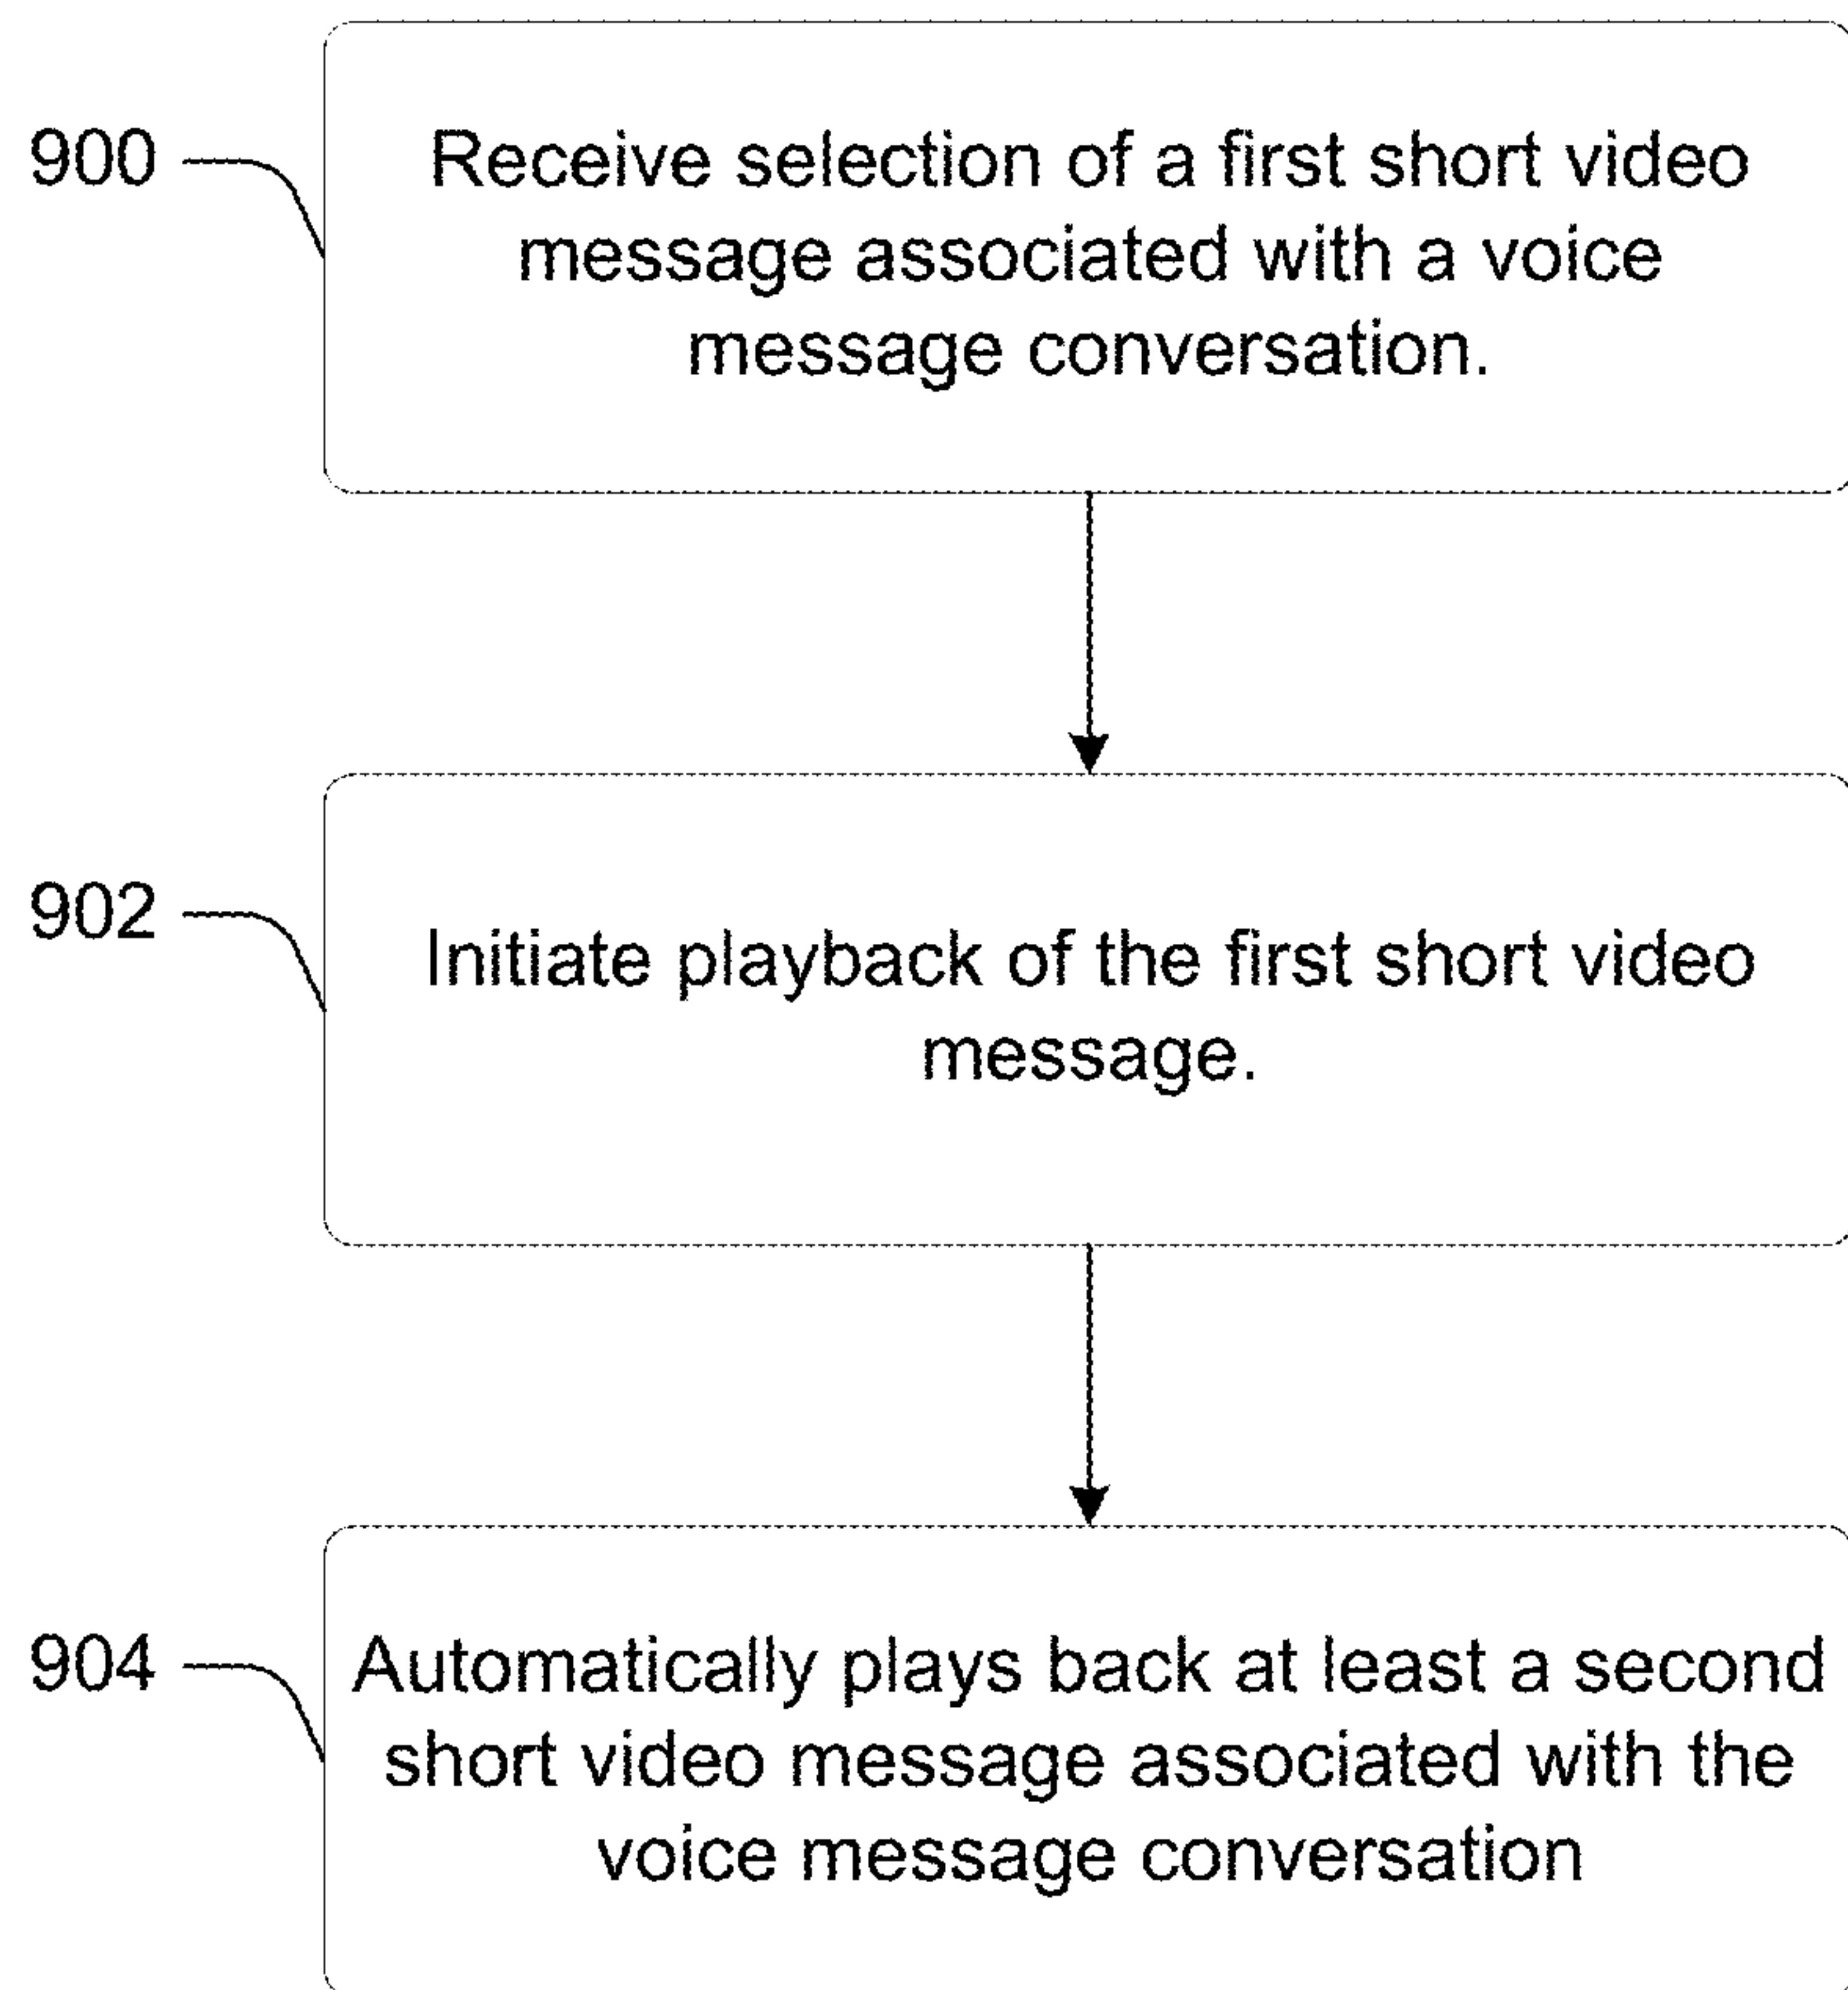 900
Receive selection of a first short video
message associated with a voice
message conversation.
902
Initiate playback of the first short video
message.
904
Automatically plays back at least a second
short video message associated with the
voice message conversation